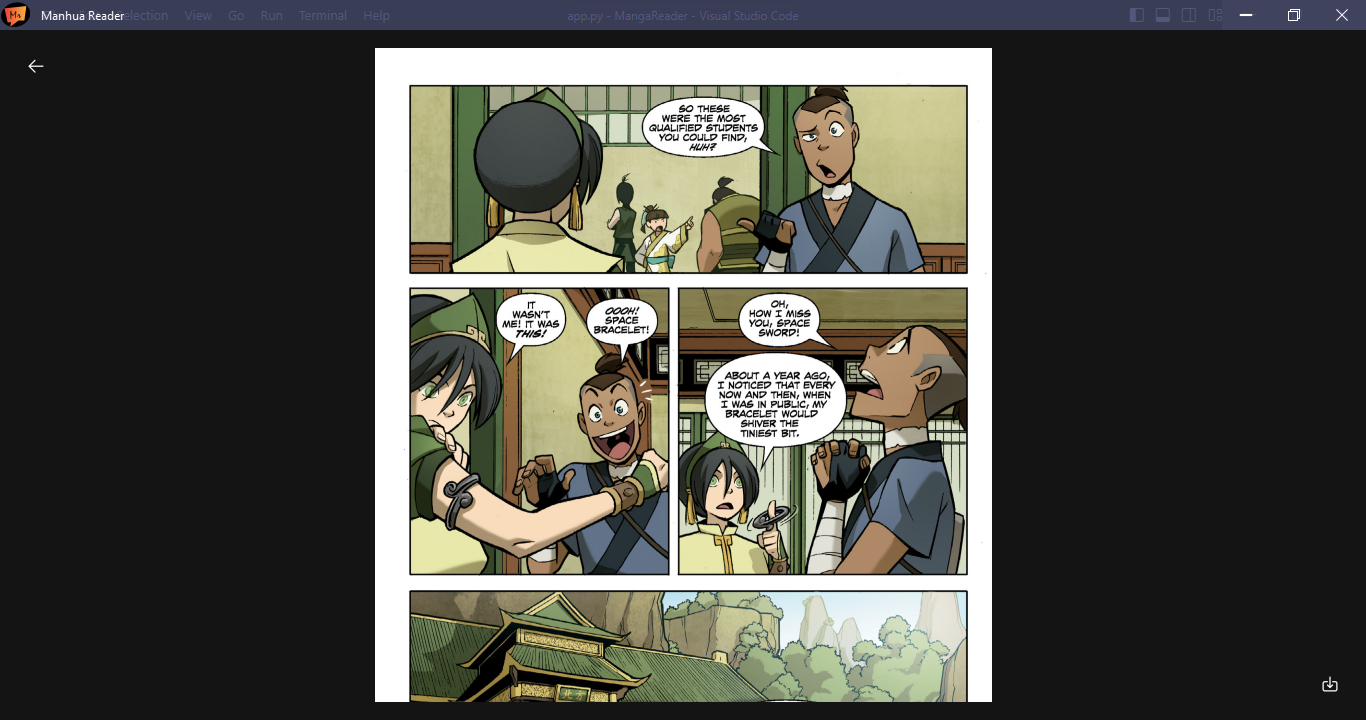 Manhua Reader
Selection View Go Run Terminal Help
app.py - MangaReader - Visual Studio Code
SO THESE
WERE THE MOST
QUALIFIED STUDENTS
YOU COULD FIND,
HUH?
IT
WASN'T
ME! IT WAS
THIS!
OOOH!
SPACE
BRACELET!
OH,
HOW I MISS
YOU, SPACE
SWORD!
ABOUT A YEAR AGO,
I NOTICED THAT EVERY
NOW AND THEN, WHEN
I WAS IN PUBLIC, MY
BRACELET WOULD
SHIVER THE
TINIEST BIT.